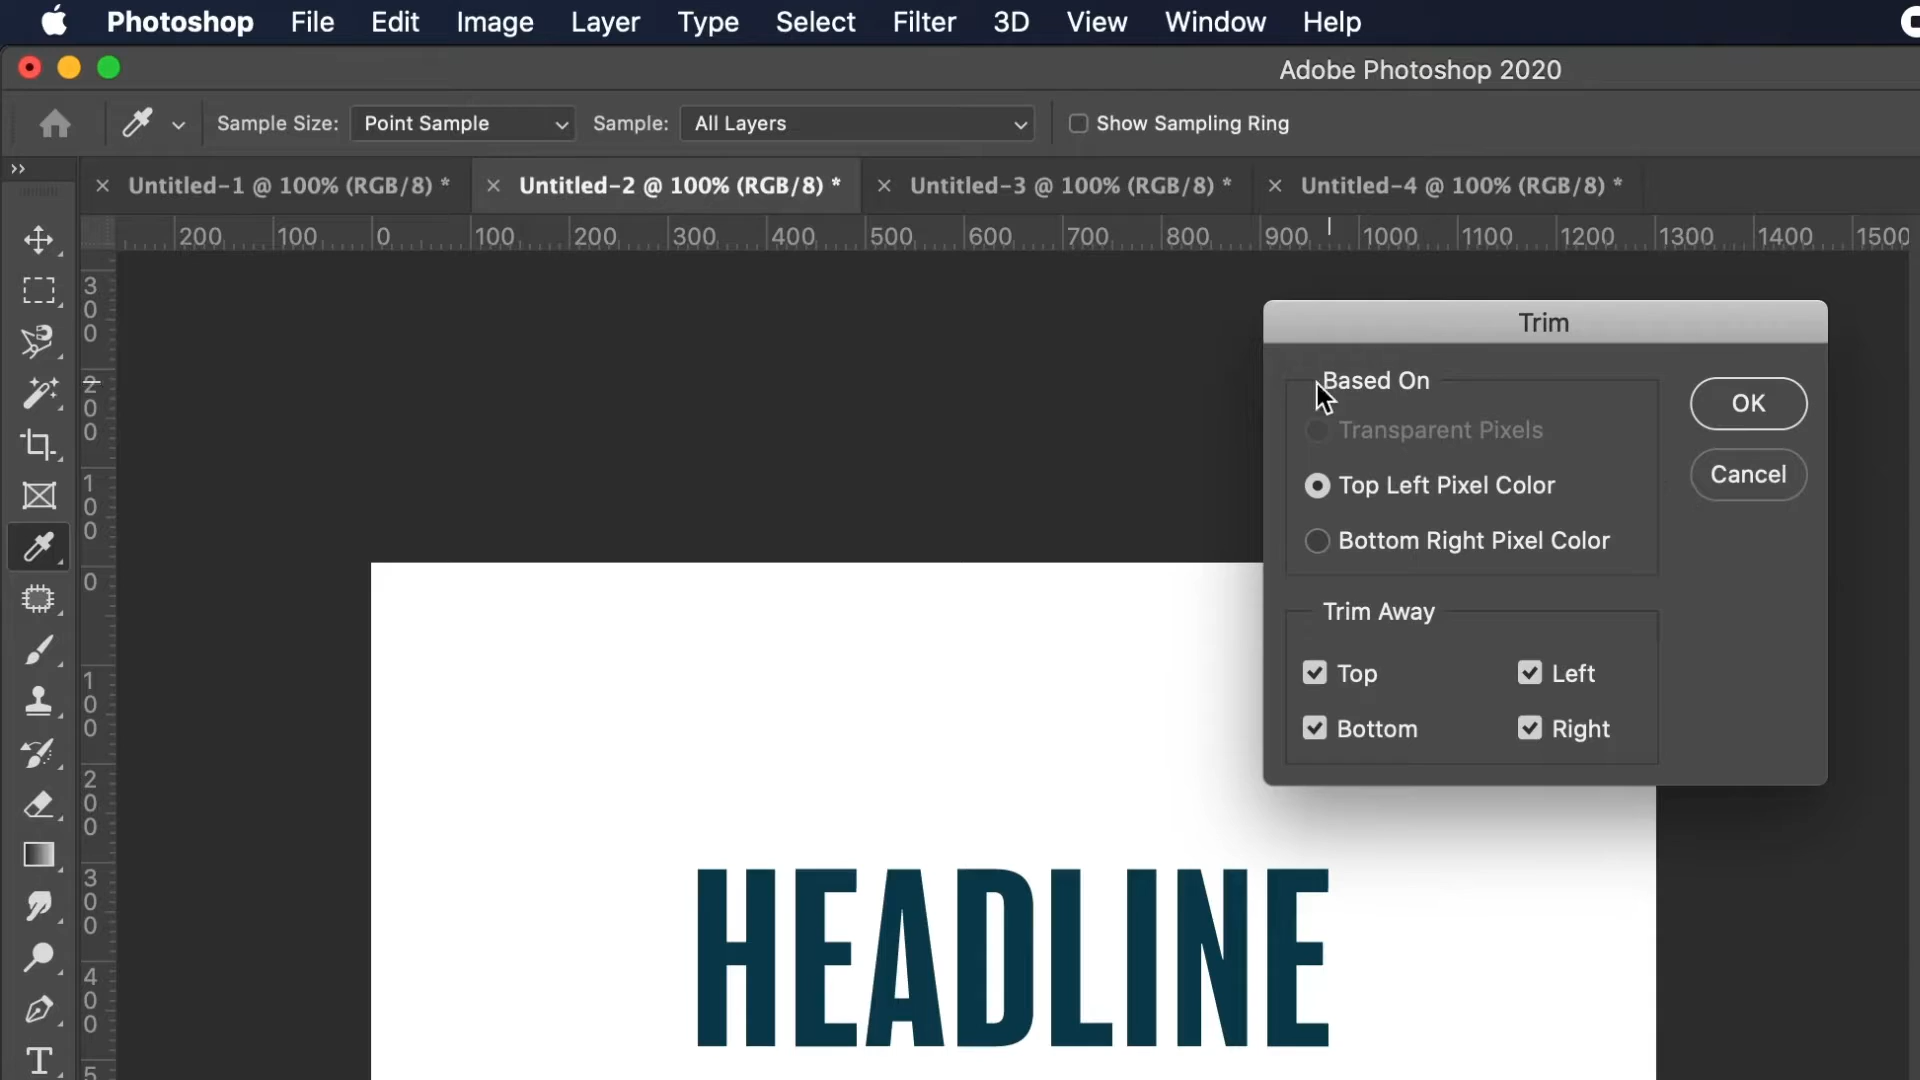 Photoshop File Edit Image Layer Type Select Filter 3D View Window Help
Adobe Photoshop 2020
Sample Size: Point Sample Sample: All Layers Show Sampling Ring
Untitled-1 @ 100% (RGB/8) * Untitled-2 @ 100% (RGB/8) * Untitled-3 @ 100% (RGB/8) * Untitled-4 @ 100% (RGB/8) *
200 100 0 100 200 300 400 500 600 700 800 900 1000 1100 1200 1300 1400 1500
300
200
100
0
100
200
300
400
5
Trim
Based On
Transparent Pixels
Top Left Pixel Color
Bottom Right Pixel Color
OK
Cancel
Trim Away
Top Left
Bottom Right
HEADLINE